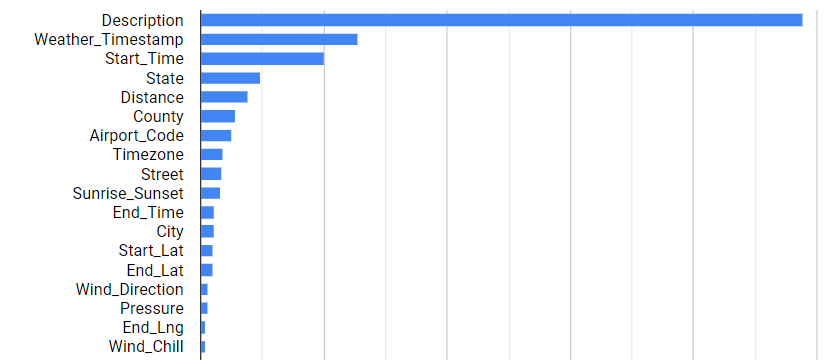 Description
Weather_Timestamp
Start_Time
State
Distance
County
Airport_Code
Timezone
Street
Sunrise_Sunset
End_Time
City
Start_Lat
End_Lat
Wind_Direction
Pressure
End_Lng
Wind_Chill